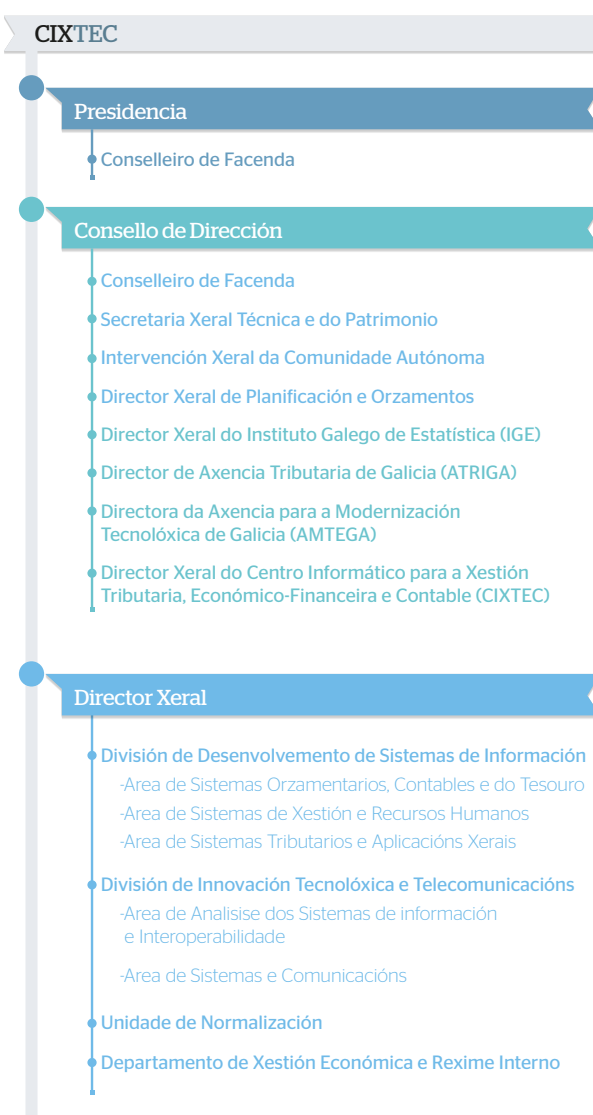 CIXTEC
Presidencia
Conselleiro de Facenda
Consello de Dirección
Conselleiro de Facenda
Secretaria Xeral Técnica e do Patrimonio
Intervención Xeral da Comunidade Autónoma
Director Xeral de Planificación e Orzamentos
Director Xeral do Instituto Galego de Estatística (IGE)
Director de Axencia Tributaria de Galicia (ATRIGA)
Directora da Axencia para a Modernización
Tecnolóxica de Galicia (AMTEGA)
Director Xeral do Centro Informático para a Xestión
Tributaria, Económico-Financeira e Contable (CIXTEC)
Director Xeral
División de Desenvolvemento de Sistemas de Información
-Area de Sistemas Orzamentarios, Contables e do Tesouro
-Area de Sistemas de Xestión e Recursos Humanos
-Area de Sistemas Tributarios e Aplicacións Xerais
División de Innovación Tecnolóxica e Telecomunicacións
-Area de Analisise dos Sistemas de información
e Interoperabilidade
-Area de Sistemas e Comunicacións
Unidade de Normalización
Departamento de Xestión Económica e Rexime Interno